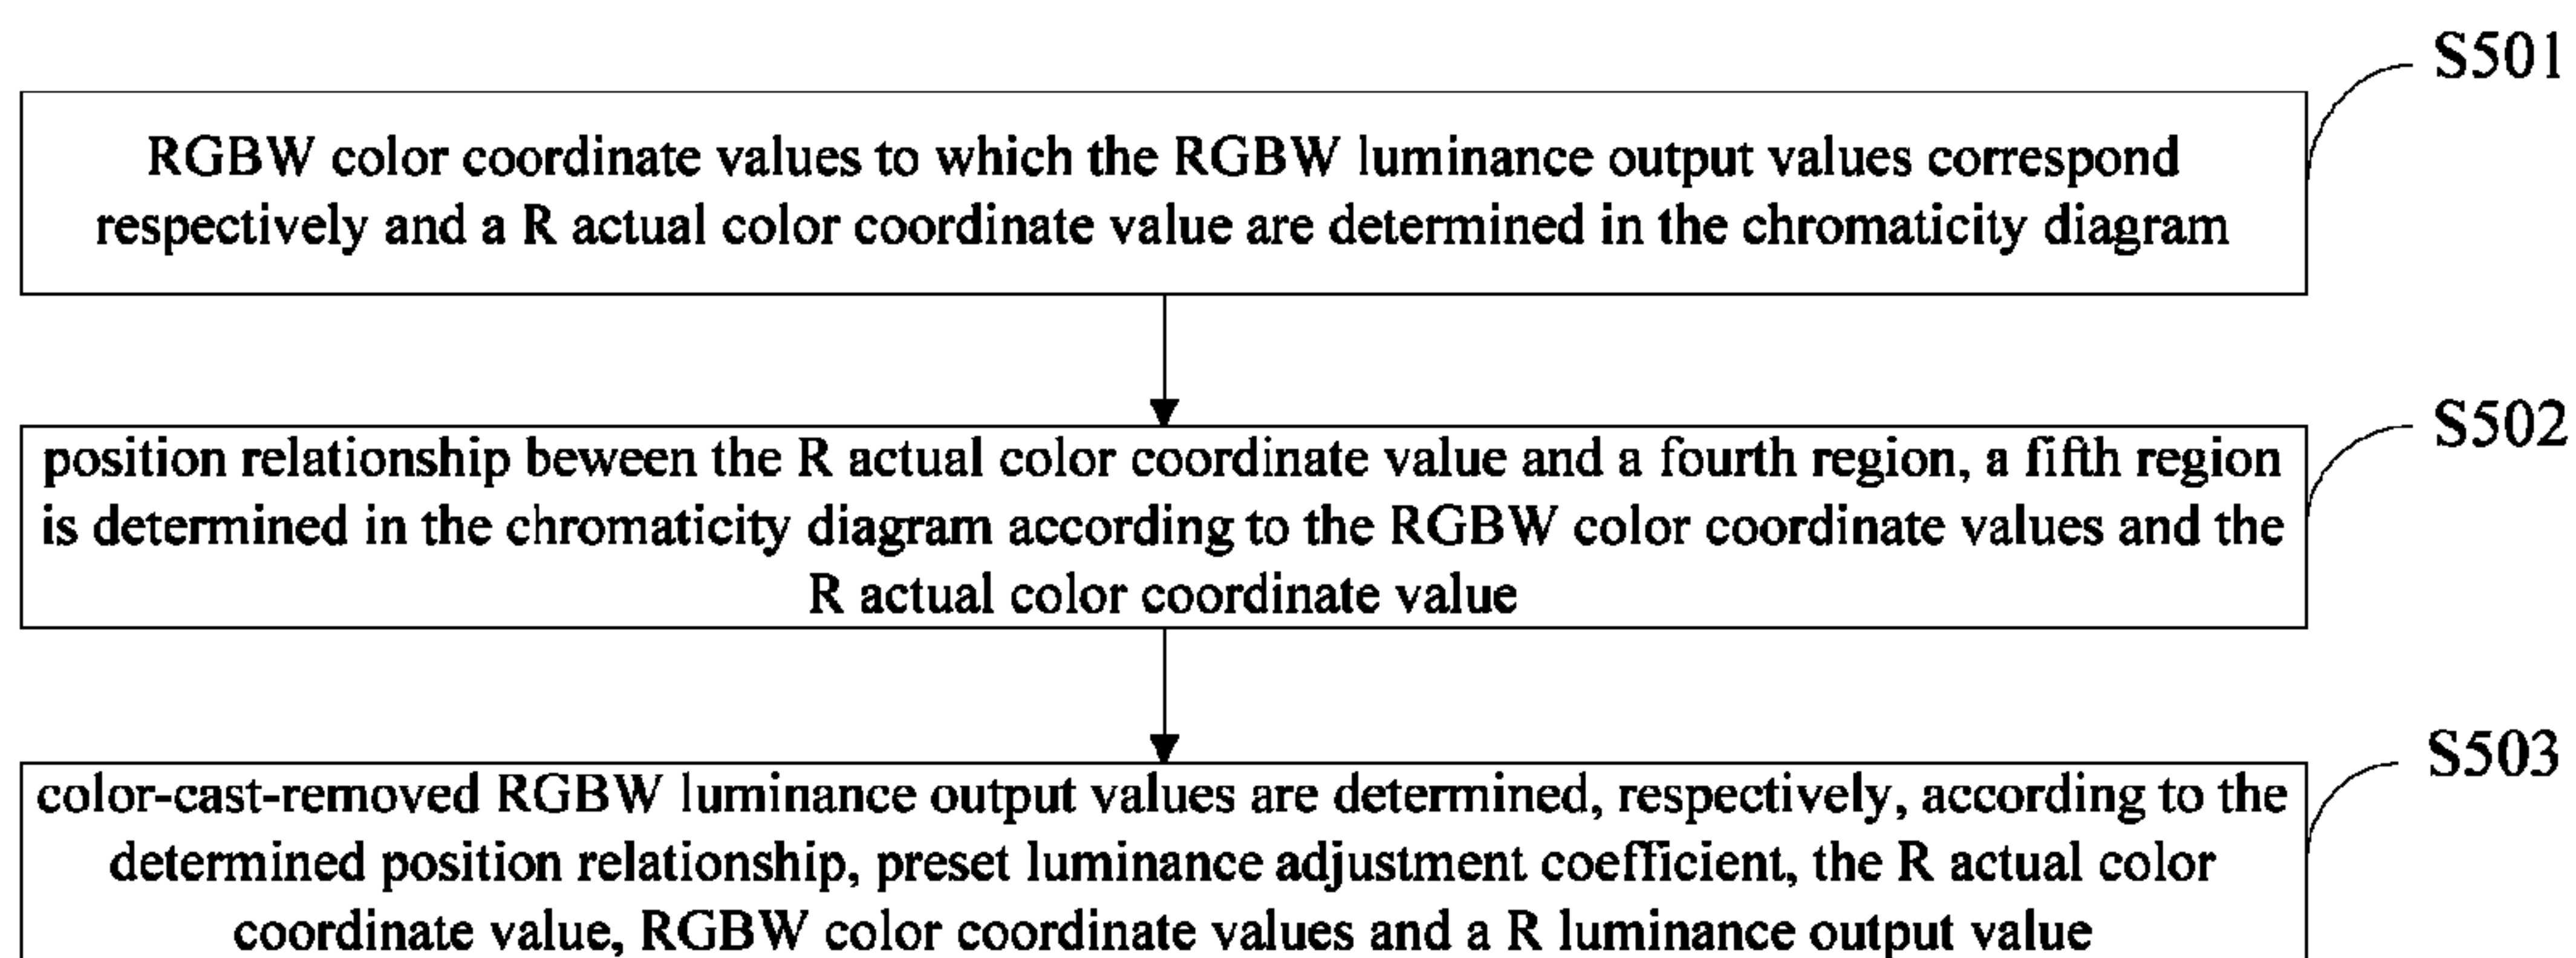 S501
RGBW color coordinate values to which the RGBW luminance output values correspond
respectively and a R actual color coordinate value are determined in the chromaticity diagram
S502
position relationship beween the R actual color coordinate value and a fourth region, a fifth region
is determined in the chromaticity diagram according to the RGBW color coordinate values and the
R actual color coordinate value
S503
color-cast-removed RGBW luminance output values are determined, respectively, according to the
determined position relationship, preset luminance adjustment coefficient, the R actual color
coordinate value, RGBW color coordinate values and a R luminance output value